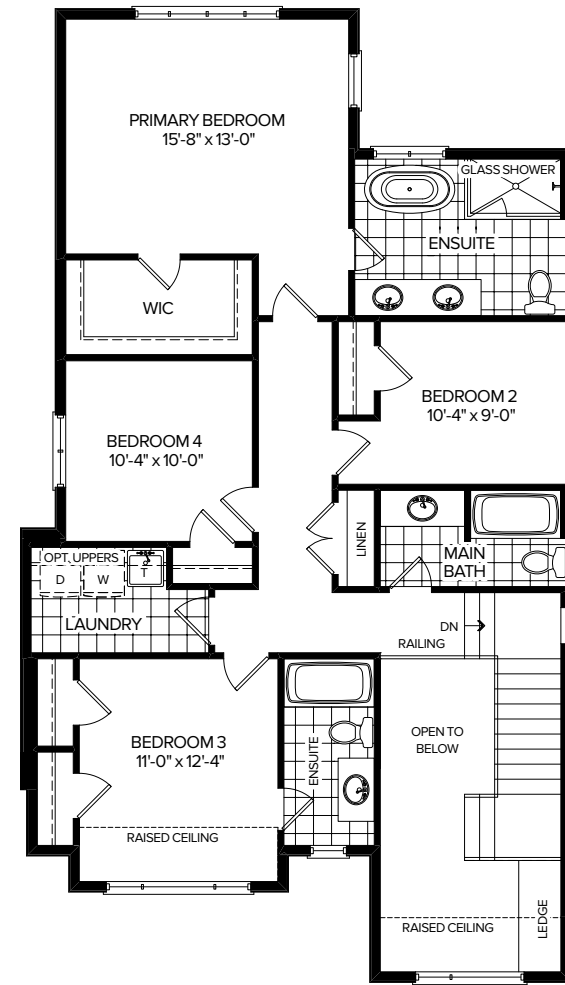 PRIMARY BEDROOM
15'-8" x 13'-0"
GLASS SHOWER
ENSUITE
WIC
BEDROOM 2
10'-4" x 9'-0"
BEDROOM 4
10'-4" x 10'-0"
LINEN
MAIN
BATH
OPT. UPPERS
D
W
T
LAUNDRY
DN
RAILING
BEDROOM 3
11'-0" x 12'-4"
ENSUITE
OPEN TO
BELOW
RAISED CEILING
RAISED CEILING
LEDGE